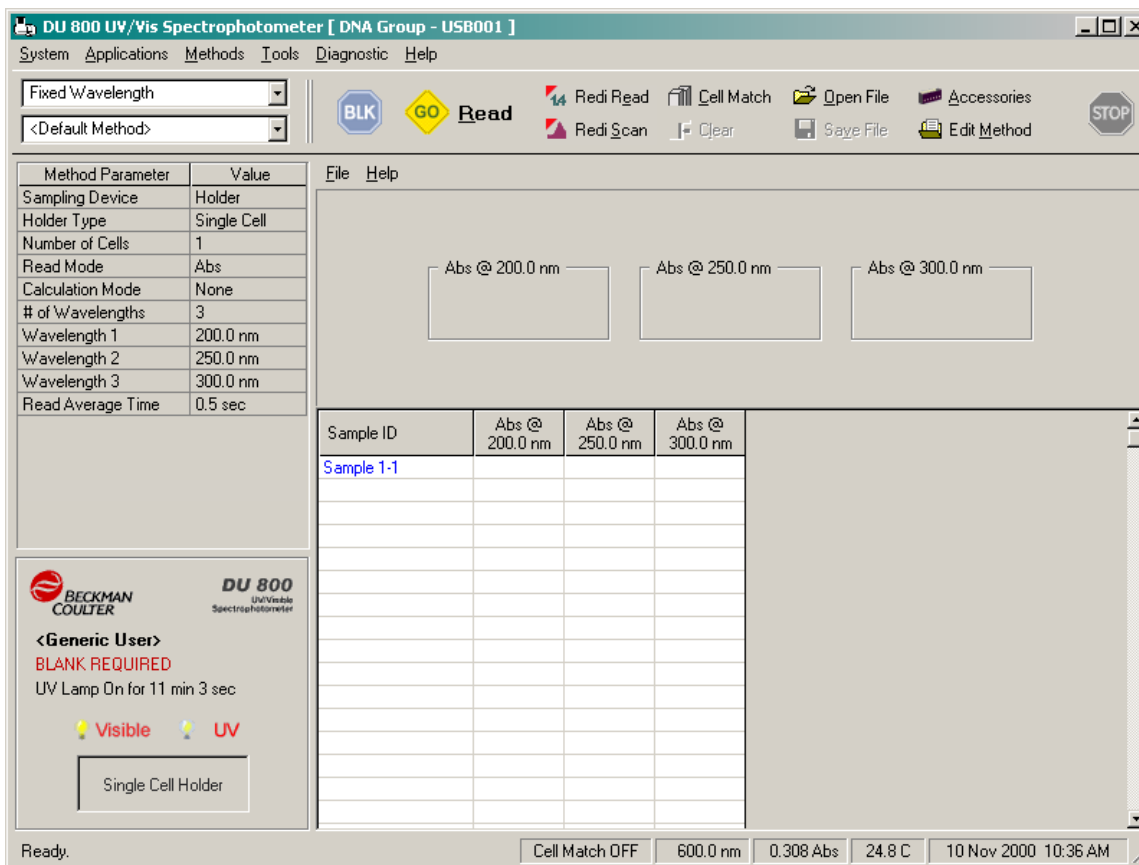 DU 800 UV/Vis Spectrophotometer [ DNA Group - USB001 ]
System Applications Methods Tools Diagnostic Help
Fixed Wavelength
<Default Method>
BLK
GO
Read
14 Redi Read
Redi Scan
Cell Match
Clear
Open File
Save File
Accessories
Edit Method
STOP
Method Parameter Value
Sampling Device Holder
Holder Type Single Cell
Number of Cells 1
Read Mode Abs
Calculation Mode None
# of Wavelengths 3
Wavelength 1 200.0 nm
Wavelength 2 250.0 nm
Wavelength 3 300.0 nm
Read Average Time 0.5 sec
File Help
Abs @ 200.0 nm Abs @ 250.0 nm Abs @ 300.0 nm
Sample ID
Abs @
200.0 nm
Abs @
250.0 nm
Abs @
300.0 nm
Sample 1-1
BECKMAN
COULTER
DU 800
UV/Visible
Spectrophotometer
<Generic User>
BLANK REQUIRED
UV Lamp On for 11 min 3 sec
Visible UV
Single Cell Holder
Ready.
Cell Match OFF 600.0 nm 0.308 Abs 24.8 C 10 Nov 2000 10:36 AM